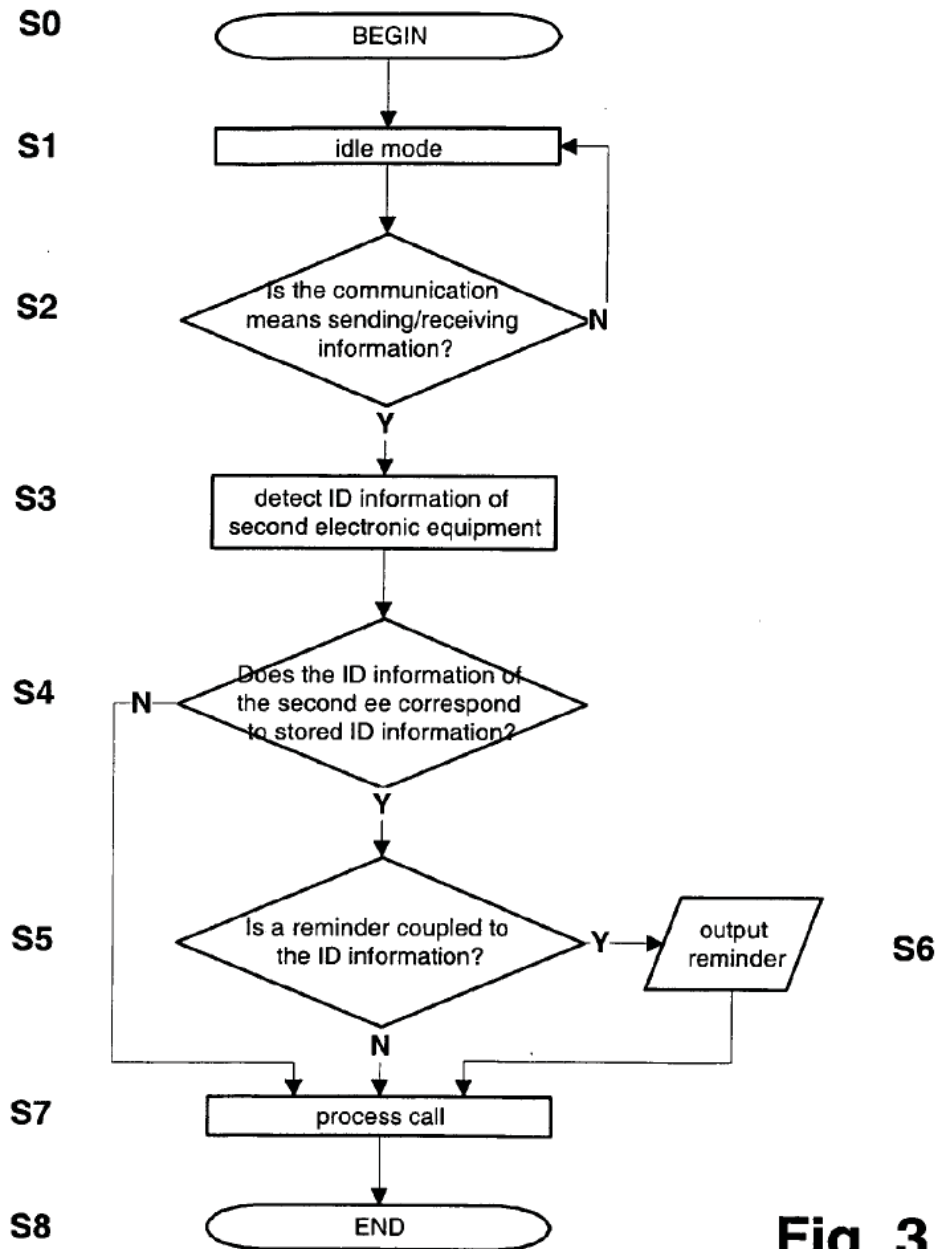 S0
BEGIN
S1
idle mode
S2
Is the communication
means sending/receiving
information?
N
Y
S3
detect ID information of
second electronic equipment
S4
N
Does the ID information of
the second ee correspond
to stored ID information?
Y
S5
Is a reminder coupled to
the ID information?
Y
output
reminder
S6
N
S7
process call
S8
END
Fig. 3